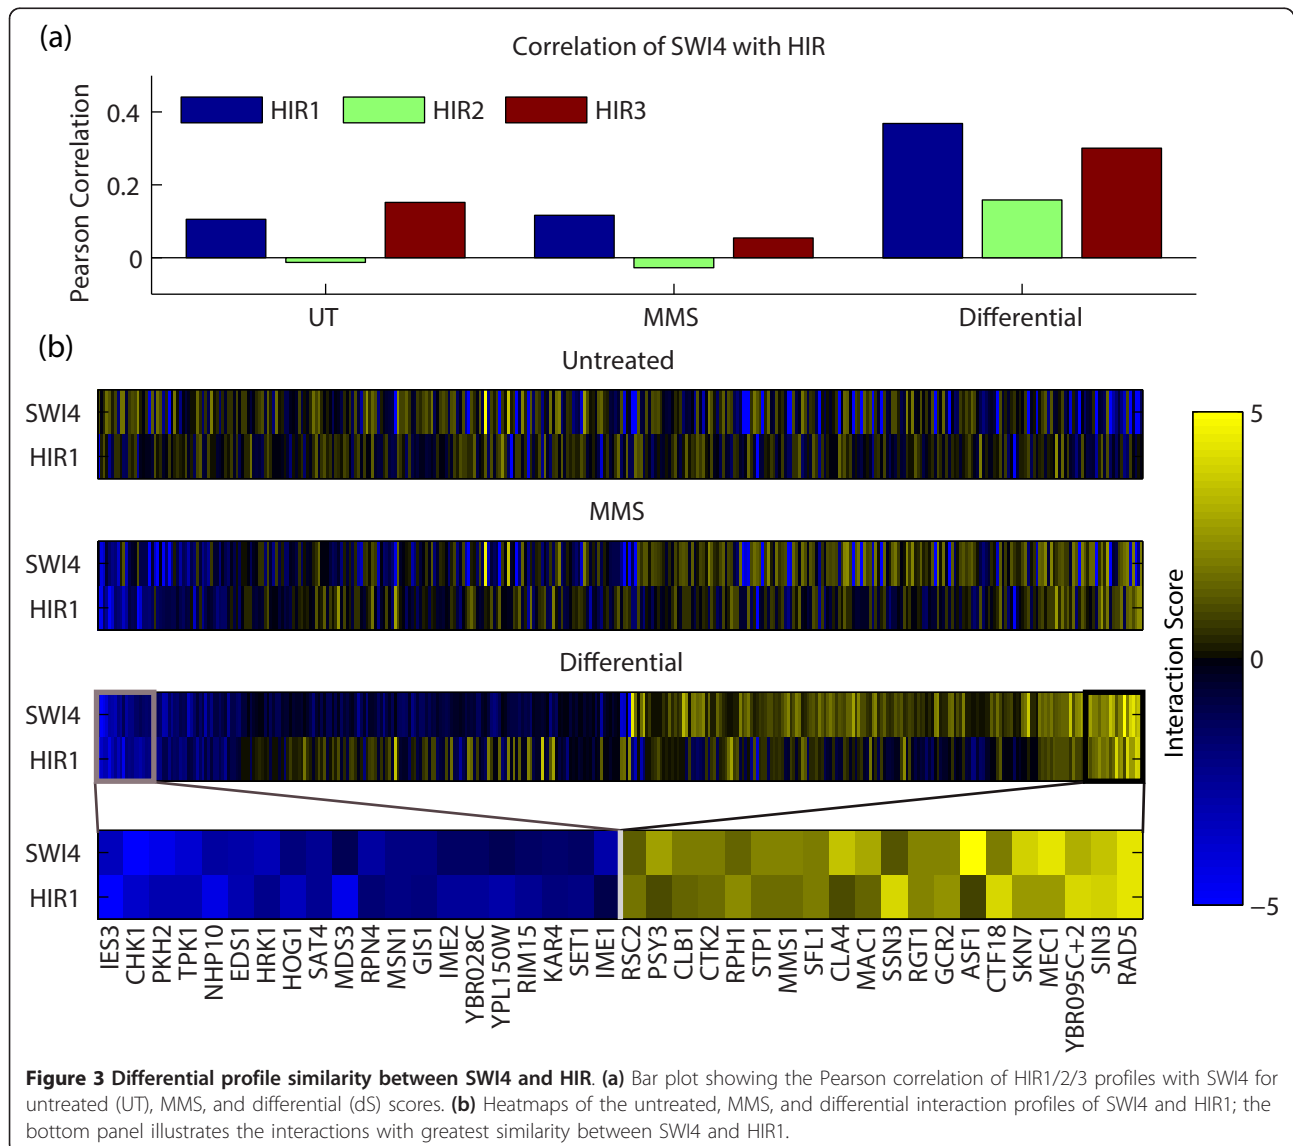 (a)
Correlation of SWI4 with HIR
Pearson Correlation
0.4
0.2
0
HIR1
HIR2
HIR3
UT
MMS
Differential
(b)
Untreated
SWI4
HIR1
MMS
SWI4
HIR1
Differential
SWI4
HIR1
SWI4
HIR1
5
0
−5
Interaction Score
IES3
CHK1
PKH2
TPK1
NHP10
EDS1
HRK1
HOG1
SAT4
MDS3
RPN4
MSN1
GIS1
IME2
YBR028C
YPL150W
RIM15
KAR4
SET1
IME1
RSC2
PSY3
CLB1
CTK2
RPH1
STP1
MMS1
SFL1
CLA4
MAC1
SSN3
RGT1
GCR2
ASF1
CTF18
SKN7
MEC1
YBR095C+2
SIN3
RAD5
Figure 3 Differential profile similarity between SWI4 and HIR. (a) Bar plot showing the Pearson correlation of HIR1/2/3 profiles with SWI4 for
untreated (UT), MMS, and differential (dS) scores. (b) Heatmaps of the untreated, MMS, and differential interaction profiles of SWI4 and HIR1; the
bottom panel illustrates the interactions with greatest similarity between SWI4 and HIR1.